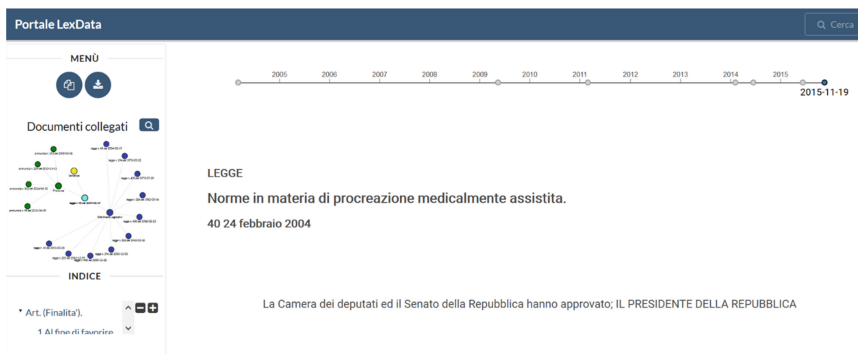 Portale LexData
Cerca
MENÙ
Documenti collegati
INDICE
Art. (Finalita').
1 Al fine di favorire
2005 2006 2007 2008 2009 2010 2011 2012 2013 2014 2015
2015-11-19
LEGGE
Norme in materia di procreazione medicalmente assistita.
40 24 febbraio 2004
La Camera dei deputati ed il Senato della Repubblica hanno approvato; IL PRESIDENTE DELLA REPUBBLICA